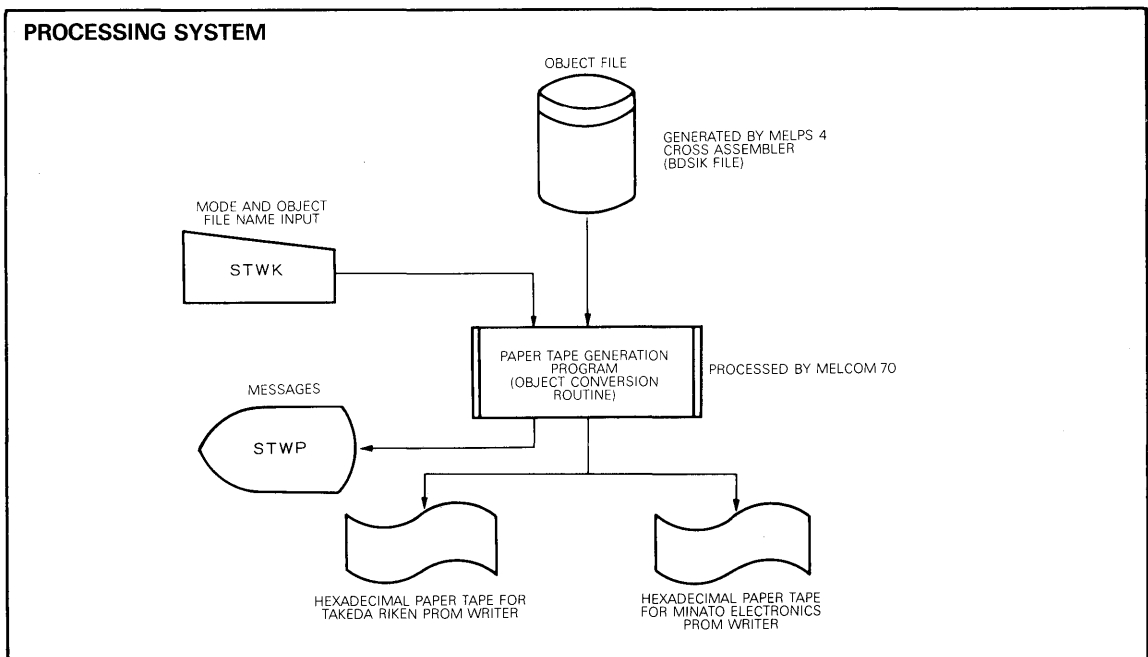 PROCESSING SYSTEM
OBJECT FILE
GENERATED BY MELPS 4
CROSS ASSEMBLER
(BDSIK FILE)
MODE AND OBJECT
FILE NAME INPUT
STWK
PAPER TAPE GENERATION
PROGRAM
(OBJECT CONVERSION
ROUTINE)
PROCESSED BY MELCOM 70
MESSAGES
STWP
HEXADECIMAL PAPER TAPE FOR
TAKEDA RIKEN PROM WRITER
HEXADECIMAL PAPER TAPE
FOR MINATO ELECTRONICS
PROM WRITER